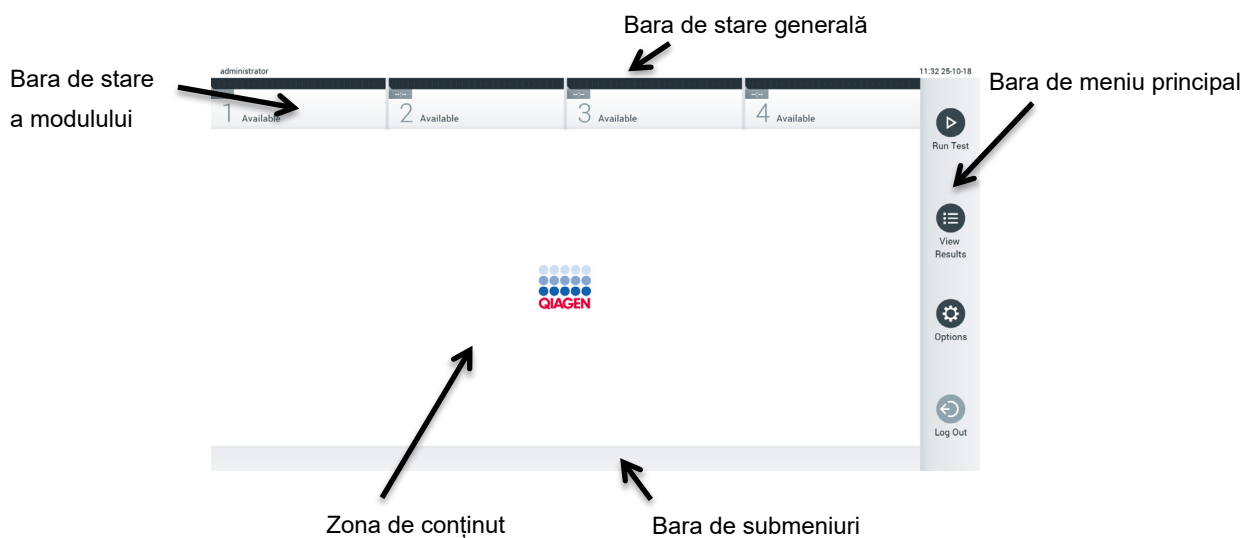 Bara de stare generală
Bara de stare
a modulului
Bara de meniu principal
administrator
11:32 25-10-18
--:-- --:-- --:-- --:--
1 Available 2 Available 3 Available 4 Available
Run Test
View
Results
QIAGEN
Options
Log Out
Zona de conținut
Bara de submeniuri